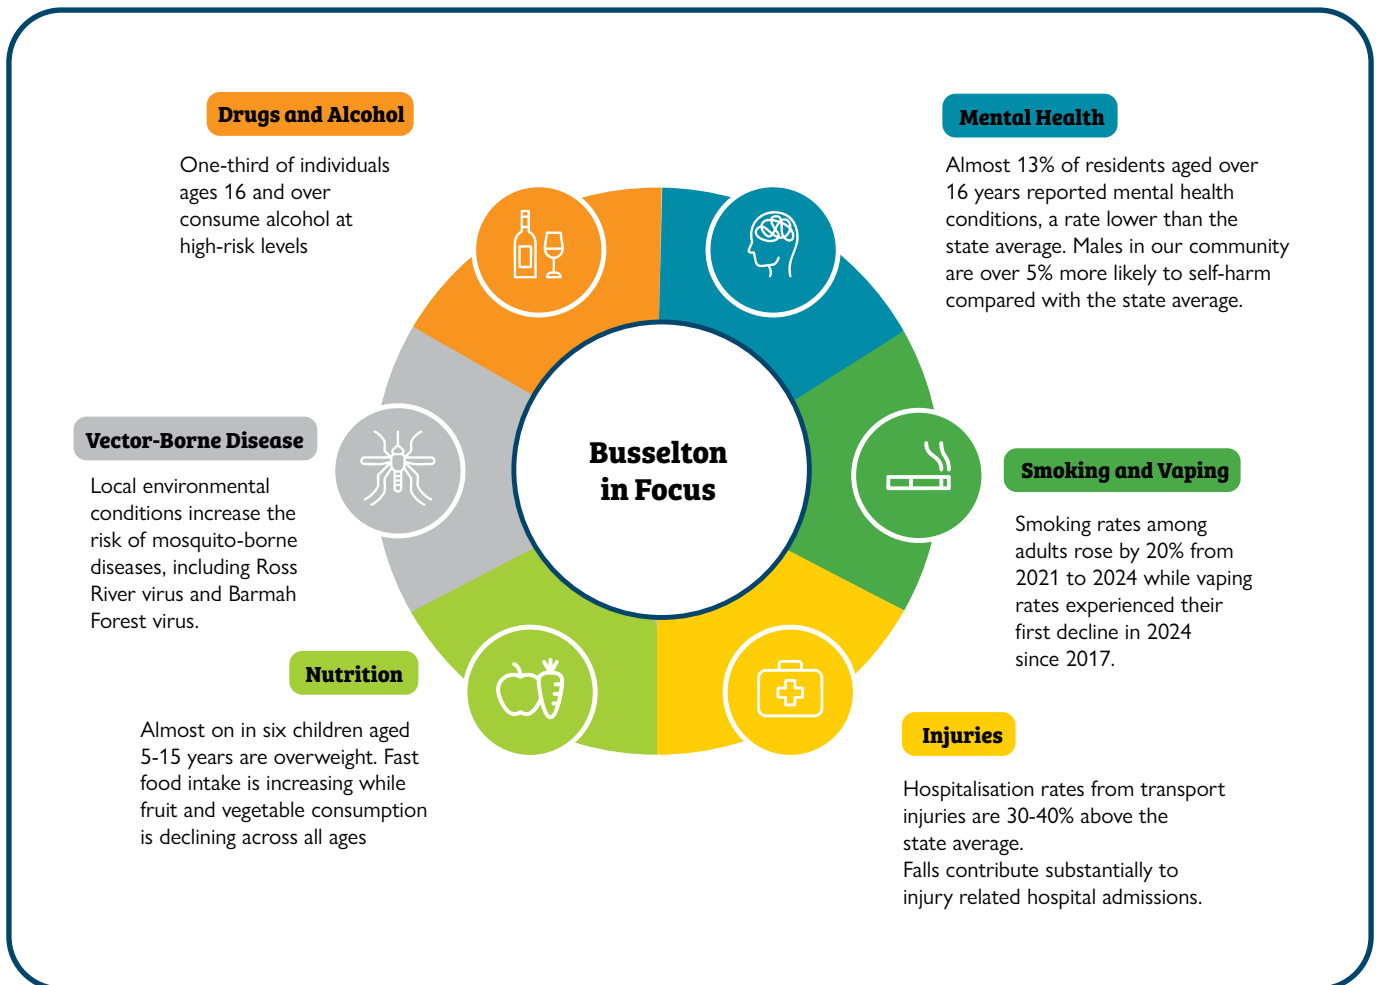 Drugs and Alcohol
One-third of individuals
ages 16 and over
consume alcohol at
high-risk levels
Mental Health
Almost 13% of residents aged over
16 years reported mental health
conditions, a rate lower than the
state average. Males in our community
are over 5% more likely to self-harm
compared with the state average.
Busselton
in Focus
Vector-Borne Disease
Local environmental
conditions increase the
risk of mosquito-borne
diseases, including Ross
River virus and Barmah
Forest virus.
Smoking and Vaping
Smoking rates among
adults rose by 20% from
2021 to 2024 while vaping
rates experienced their
first decline in 2024
since 2017.
Nutrition
Almost on in six children aged
5-15 years are overweight. Fast
food intake is increasing while
fruit and vegetable consumption
is declining across all ages
Injuries
Hospitalisation rates from transport
injuries are 30-40% above the
state average.
Falls contribute substantially to
injury related hospital admissions.